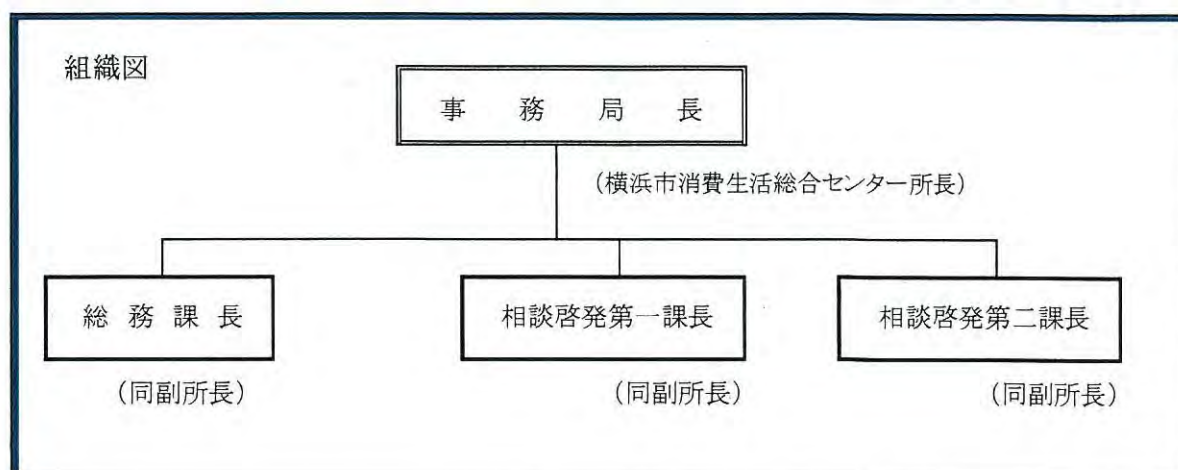 組織図
事務局長
（横浜市消費生活総合センター所長）
総務課長
相談啓発第一課長
相談啓発第二課長
（同副所長）
（同副所長）
（同副所長）